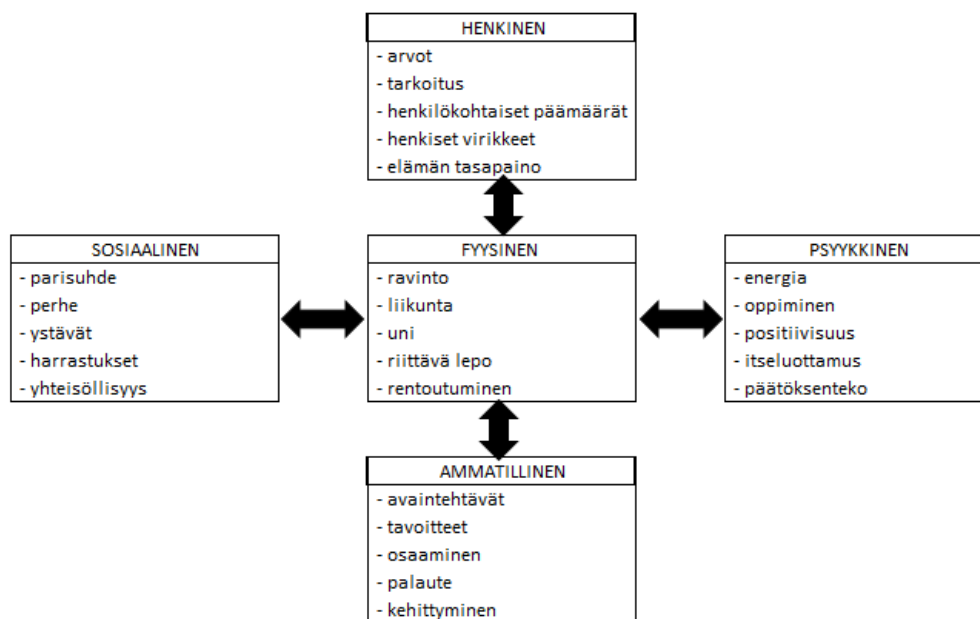 HENKINEN
- arvot
- tarkoitus
- henkilökohtaiset päämäärät
- henkiset virikkeet
- elämän tasapaino
SOSIAALINEN
- parisuhde
- perhe
- ystävät
- harrastukset
- yhteisöllisyys
FYYSINEN
- ravinto
- liikunta
- uni
- riittävä lepo
- rentoutuminen
PSYYKKINEN
- energia
- oppiminen
- positiivisuus
- itseluottamus
- päätöksenteko
AMMATILLINEN
- avaintehtävät
- tavoitteet
- osaaminen
- palaute
- kehittyminen